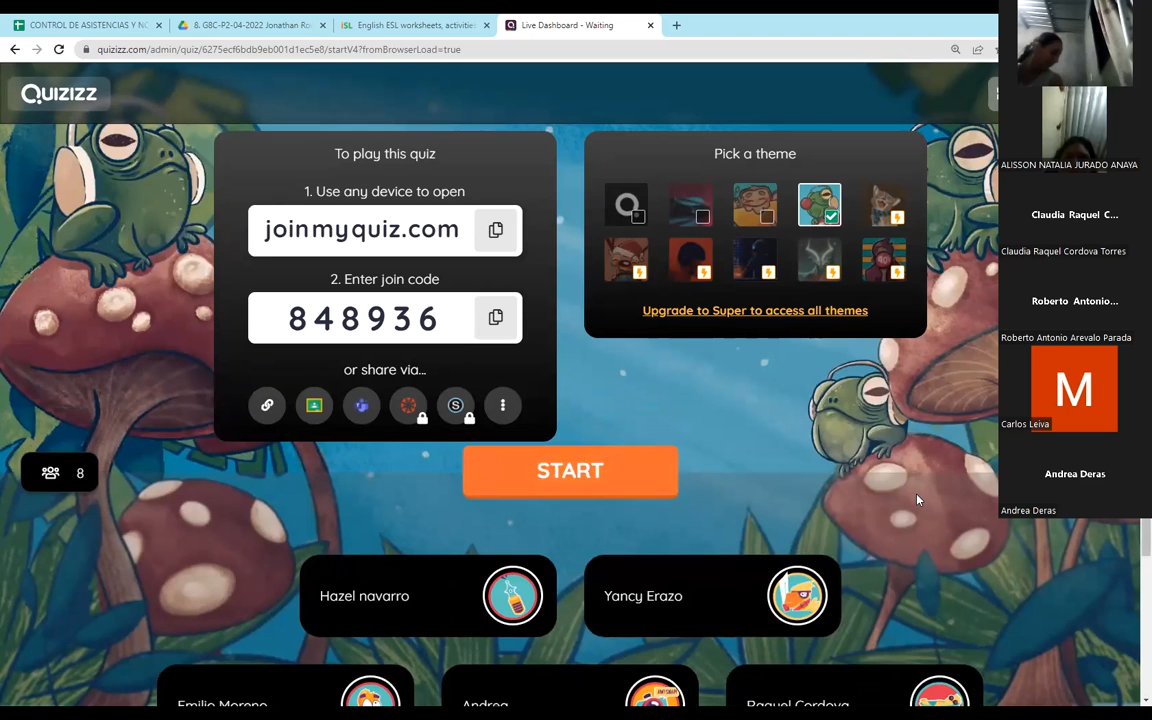 CONTROL DE ASISTENCIAS Y NO
8. G8C-P2-04-2022 Jonathan Ro
iSL English ESL worksheets, activities
Live Dashboard - Waiting
quizizz.com/admin/quiz/6275ecf6bdb9eb001d1ec5e8/startV4?fromBrowserLoad=true
Quizizz
To play this quiz
1. Use any device to open
joinmyquiz.com
2. Enter join code
848936
or share via...
Pick a theme
Upgrade to Super to access all themes
8
START
Hazel navarro
Yancy Erazo
Emilio Moreno
Andrea
Raquel Cordova
ALISSON NATALIA JURADO ANAYA
Claudia Raquel C...
Claudia Raquel Cordova Torres
Roberto Antonio...
Roberto Antonio Arevalo Parada
M
Carlos Leiva
Andrea Deras
Andrea Deras